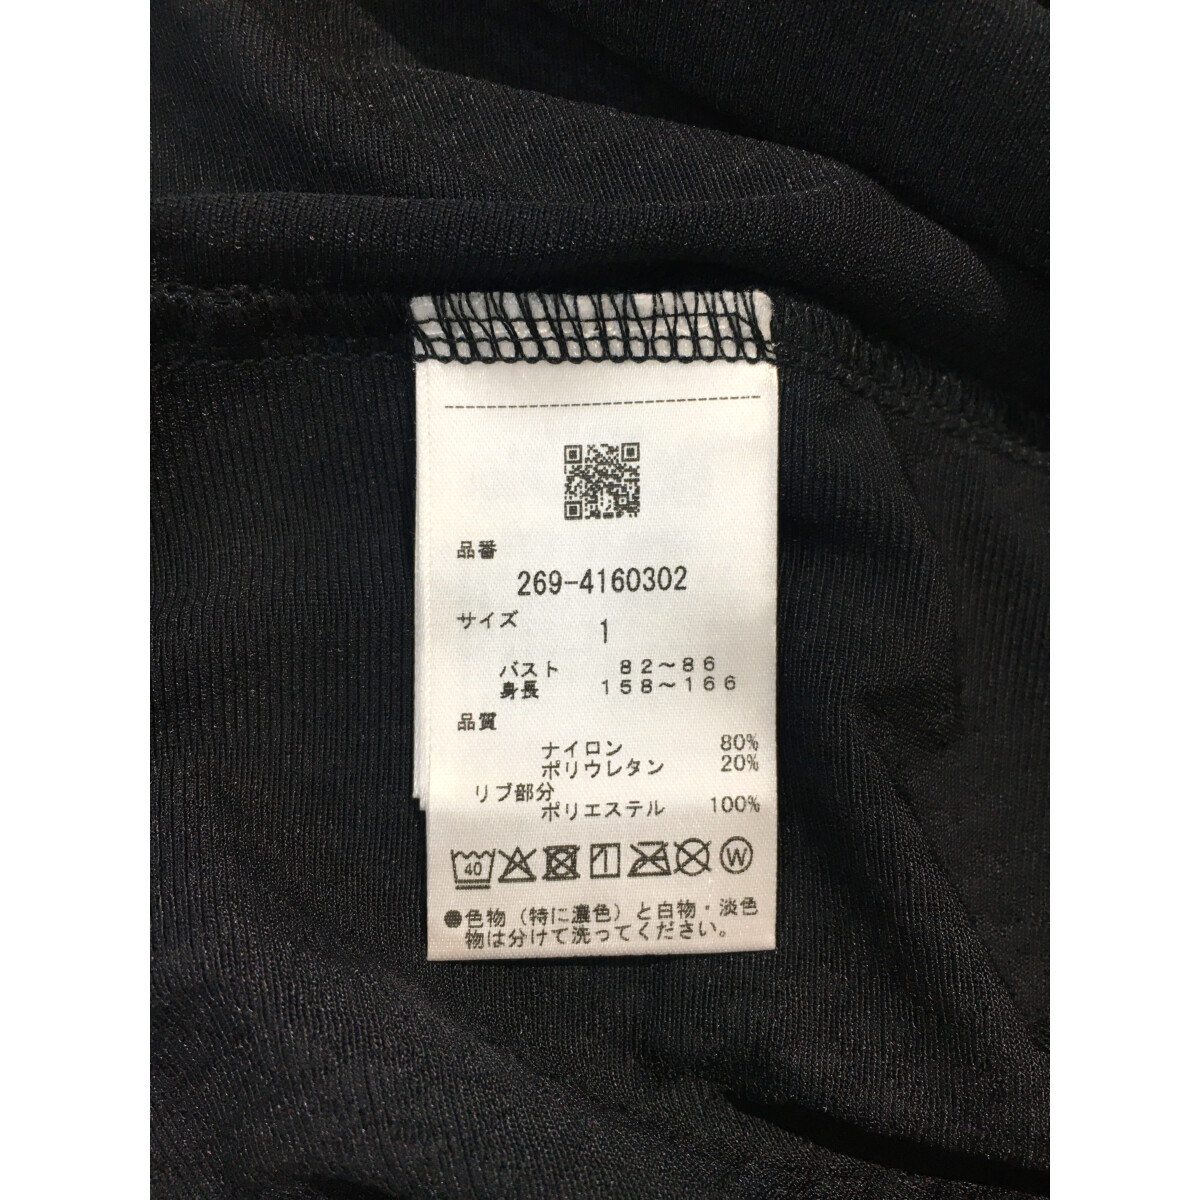 品番
269-4160302
サイズ 1
バスト 82～86
身長 158～166
品質
ナイロン 80%
ポリウレタン 20%
リブ部分
ポリエステル 100%
40 W
●色物（特に濃色）と白物・淡色
物は分けて洗ってください。